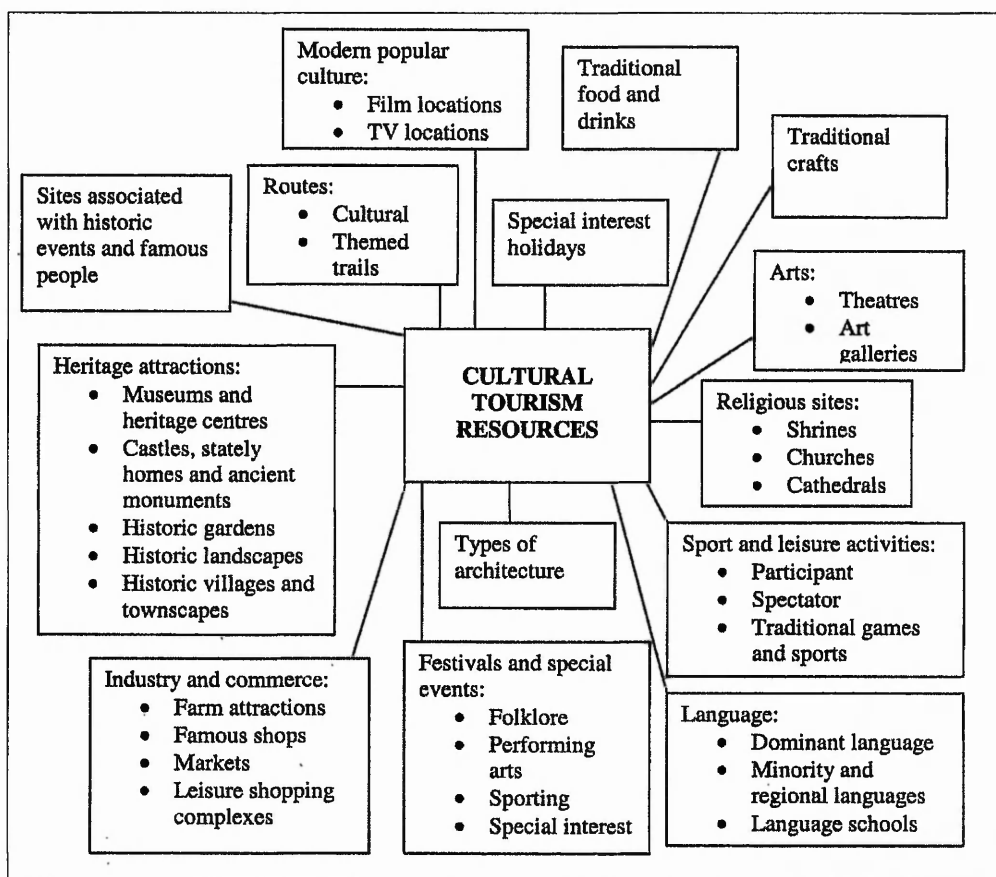 Modern popular
culture:
• Film locations
• TV locations
Traditional
food and
drinks
Traditional
crafts
Sites associated
with historic
events and famous
people
Routes:
• Cultural
• Themed
trails
Special interest
holidays
Arts:
• Theatres
• Art
galleries
Heritage attractions:
• Museums and
heritage centres
• Castles, stately
homes and ancient
monuments
• Historic gardens
• Historic landscapes
• Historic villages and
townscapes
CULTURAL
TOURISM
RESOURCES
Religious sites:
• Shrines
• Churches
• Cathedrals
Types of
architecture
Sport and leisure activities:
• Participant
• Spectator
• Traditional games
and sports
Industry and commerce:
• Farm attractions
• Famous shops
• Markets
• Leisure shopping
complexes
Festivals and special
events:
• Folklore
• Performing
arts
• Sporting
• Special interest
Language:
• Dominant language
• Minority and
regional languages
• Language schools